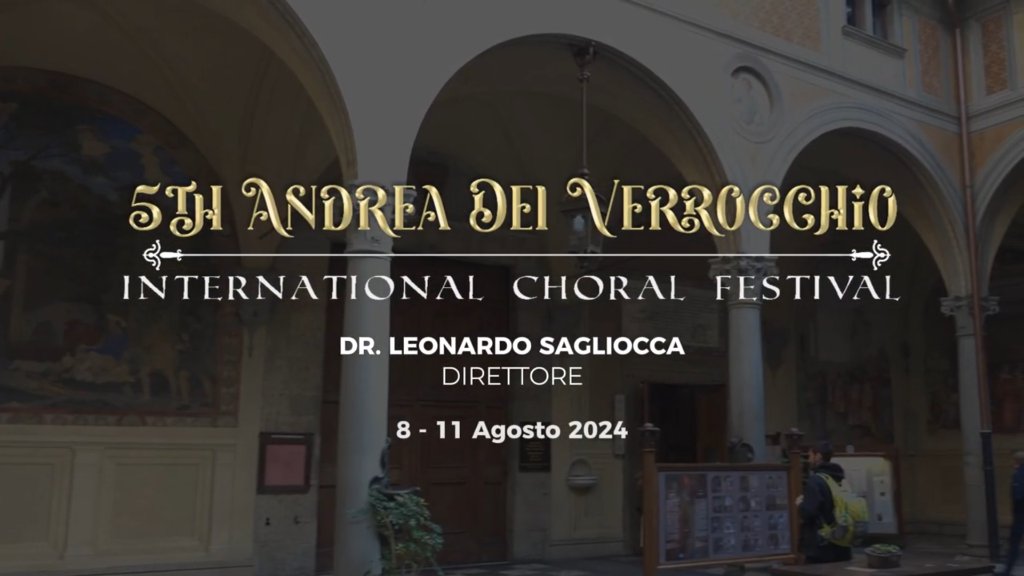 5TH ANDREA DEI VERROCCHiO
INTERNATIONAL CHORAL FESTIVAL
DR. LEONARDO SAGLIOCCA
DIRETTORE
8 - 11 Agosto 2024